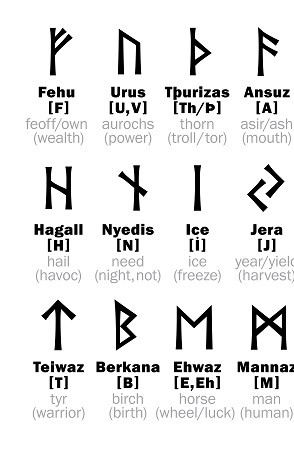 ᚠ ᚢ ᚦ ᚨ
Fehu Urus Tþurizas Ansuz
[F] [U,V] [Th/Þ] [A]
feoff/own aurochs thorn asir/ash
(wealth) (power) (troll/tor) (mouth)
ᚺ ᚾ ᛁ ᛃ
Hagall Nyedis Ice Jera
[H] [N] [İ] [J]
hail need ice year/yield
(havoc) (night,not) (freeze) (harvest)
ᛏ ᛒ ᛖ ᛗ
Teiwaz Berkana Ehwaz Mannaz
[T] [B] [E,Eh] [M]
tyr birch horse man
(warrior) (birth) (wheel/luck) (human)